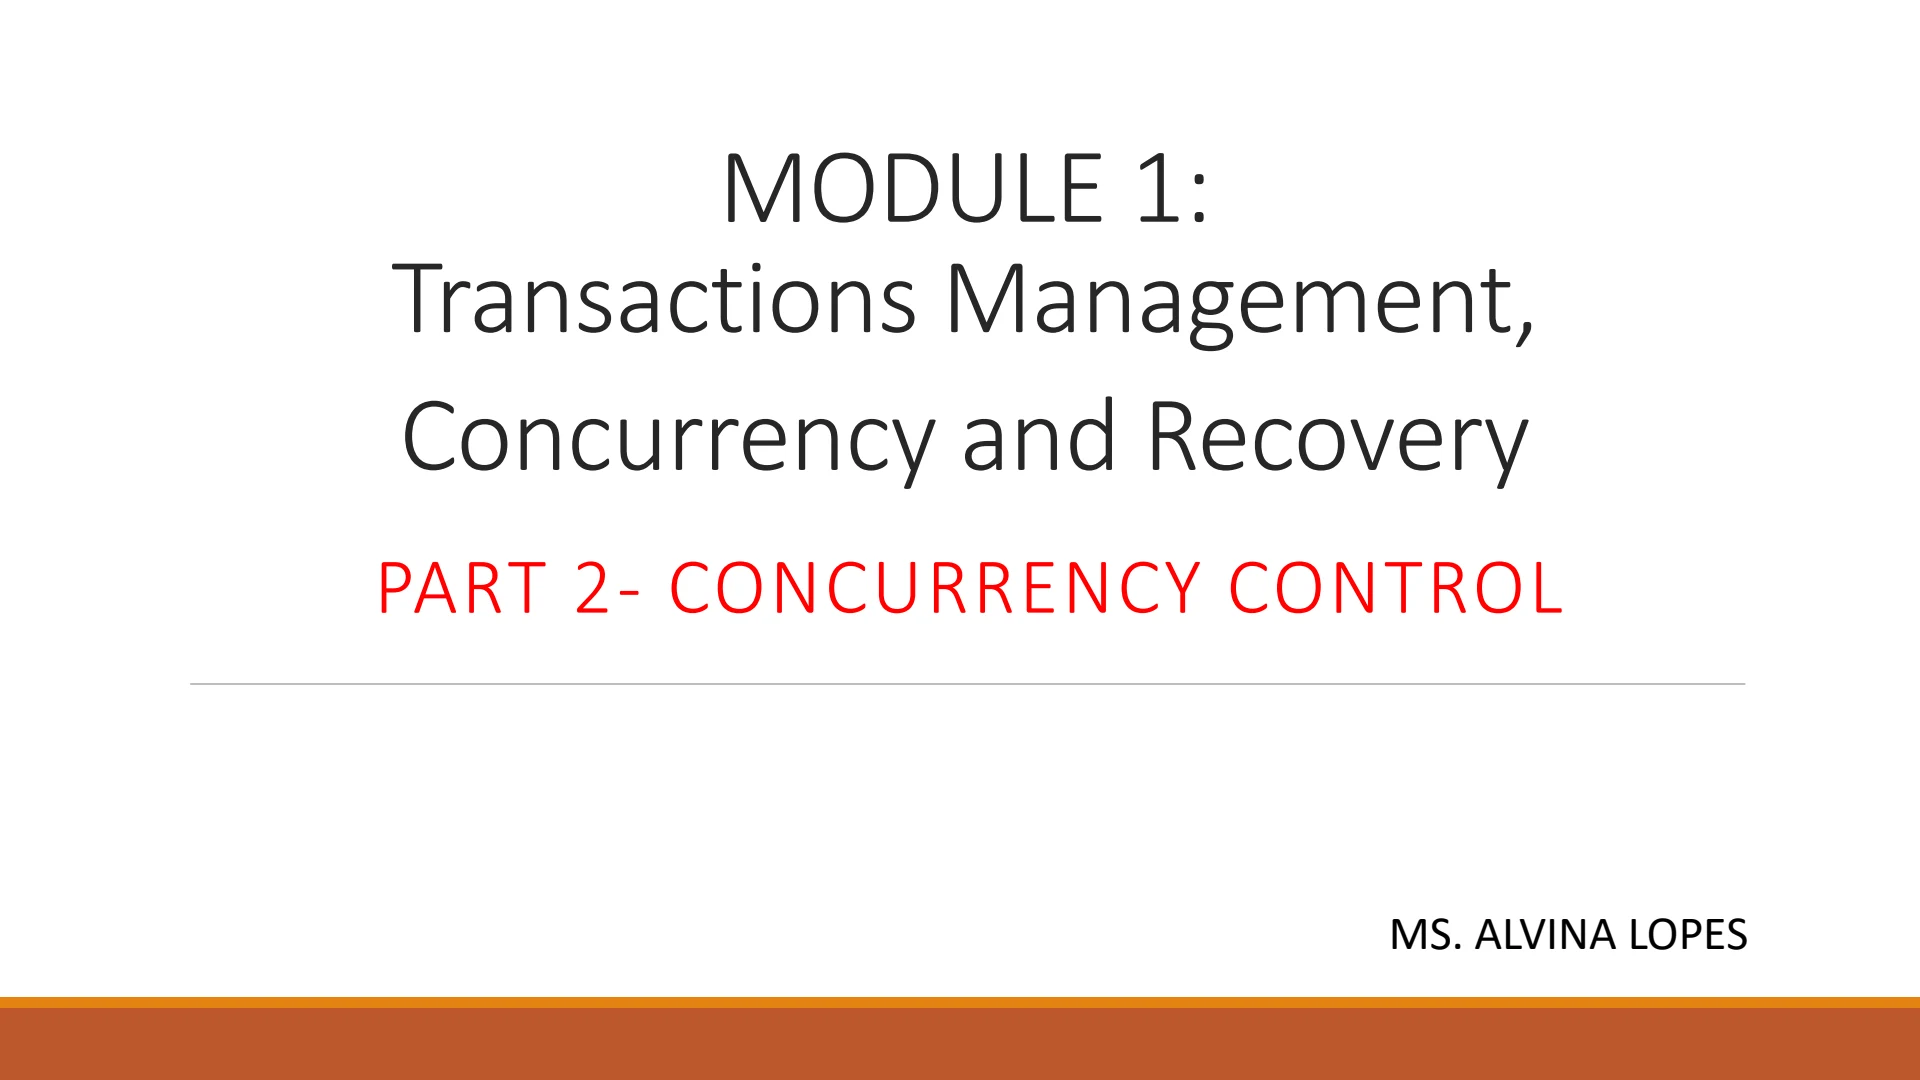 MODULE 1:
Transactions Management,
Concurrency and Recovery
PART 2- CONCURRENCY CONTROL
MS. ALVINA LOPES